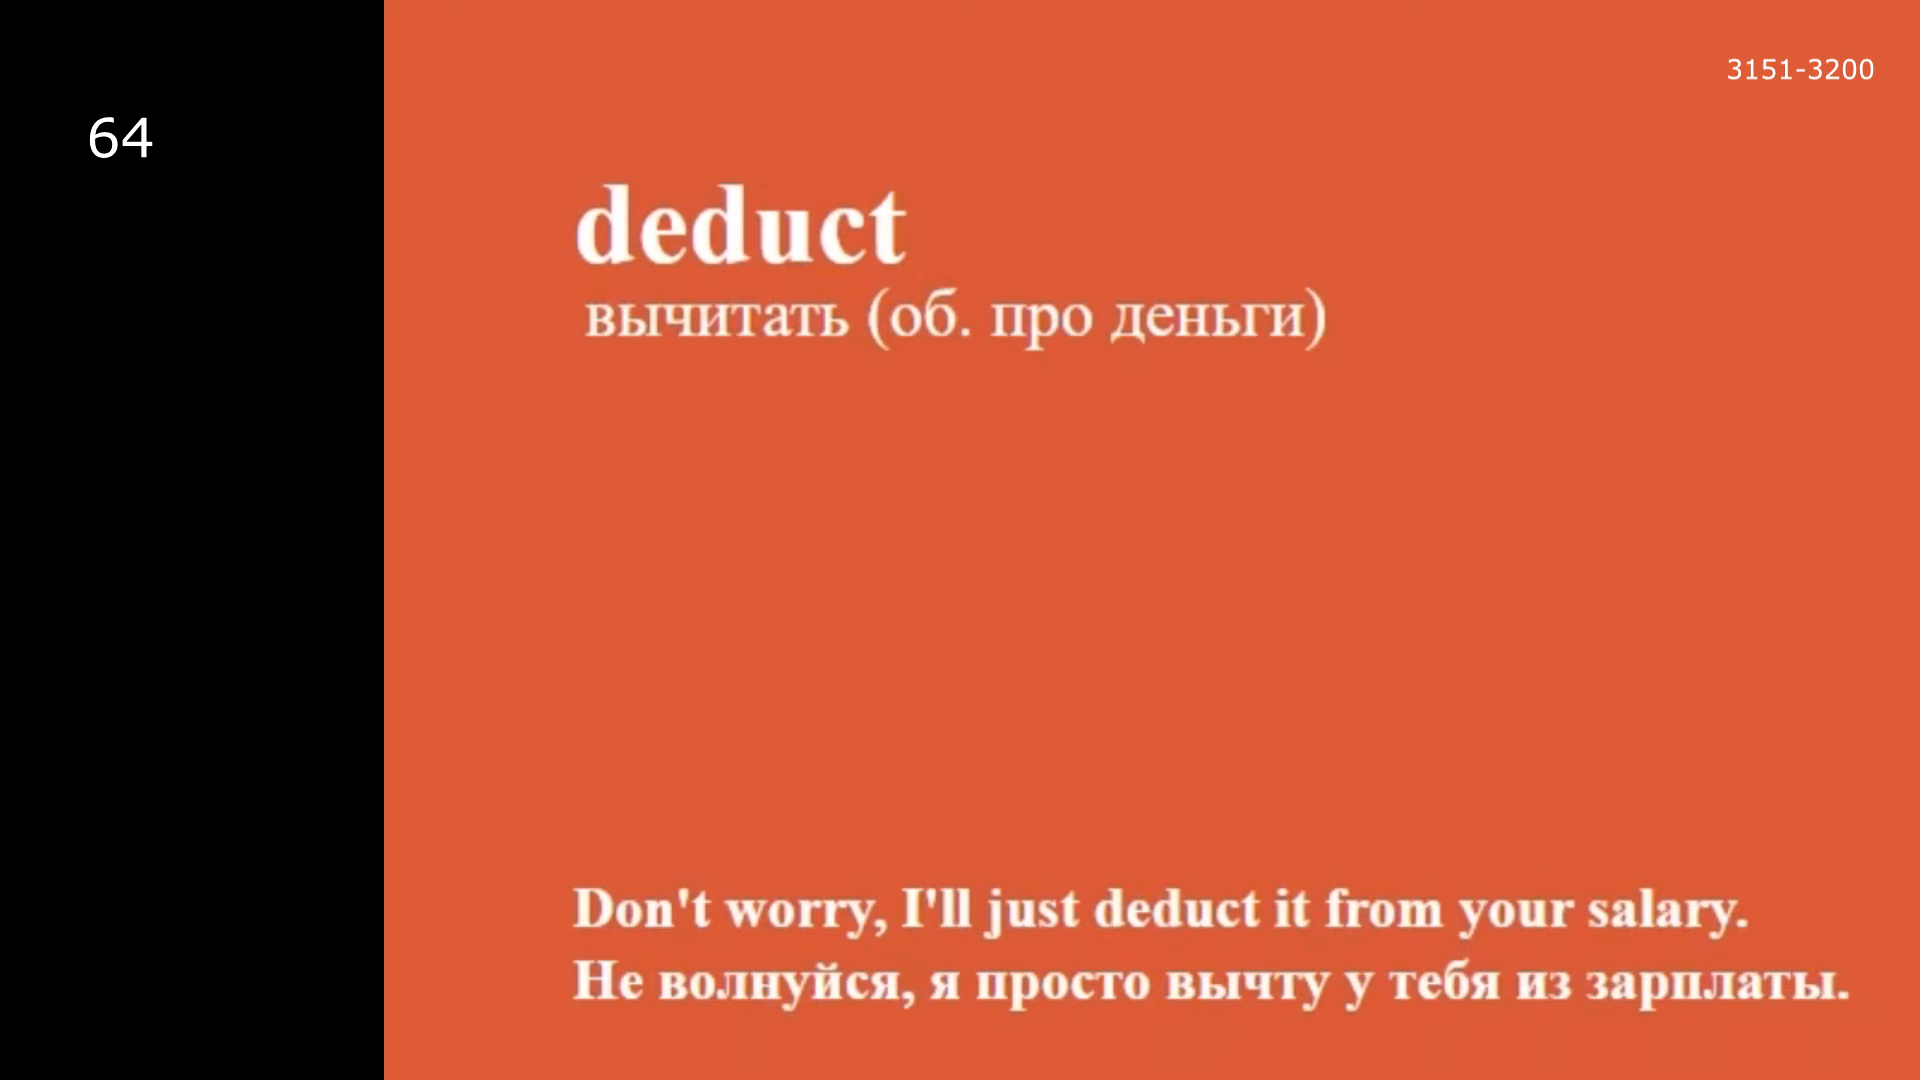 3151-3200
64
deduct
вычитать (об. про деньги)
Don't worry, I'll just deduct it from your salary.
Не волнуйся, я просто вычту у тебя из зарплаты.